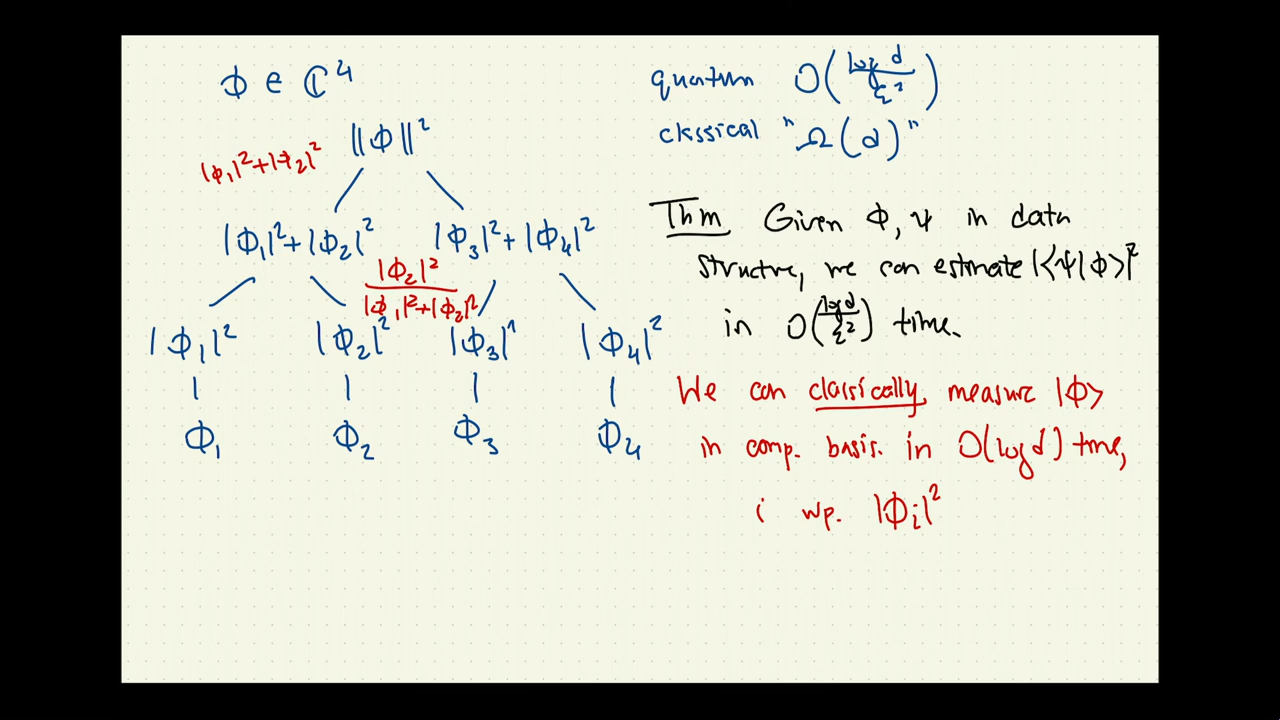 Φ ∈ ℂ⁴
‖Φ‖²
|Φ₁|²+|Φ₂|²
|Φ₁|²+|Φ₂|² |Φ₃|²+|Φ₄|²
|Φ₂|²
|Φ₁|²+|Φ₂|²
|Φ₁|² |Φ₂|² |Φ₃|² |Φ₄|²
Φ₁ Φ₂ Φ₃ Φ₄
quantum O(log d / ε²)
classical "Ω(d)"
Thm Given Φ, ψ in data
structre, we can estimate |⟨ψ|Φ⟩|²
in O(log d / ε²) time.
We can classically measure |Φ⟩
in comp. basis. in O(log d) time,
i wp. |Φᵢ|²